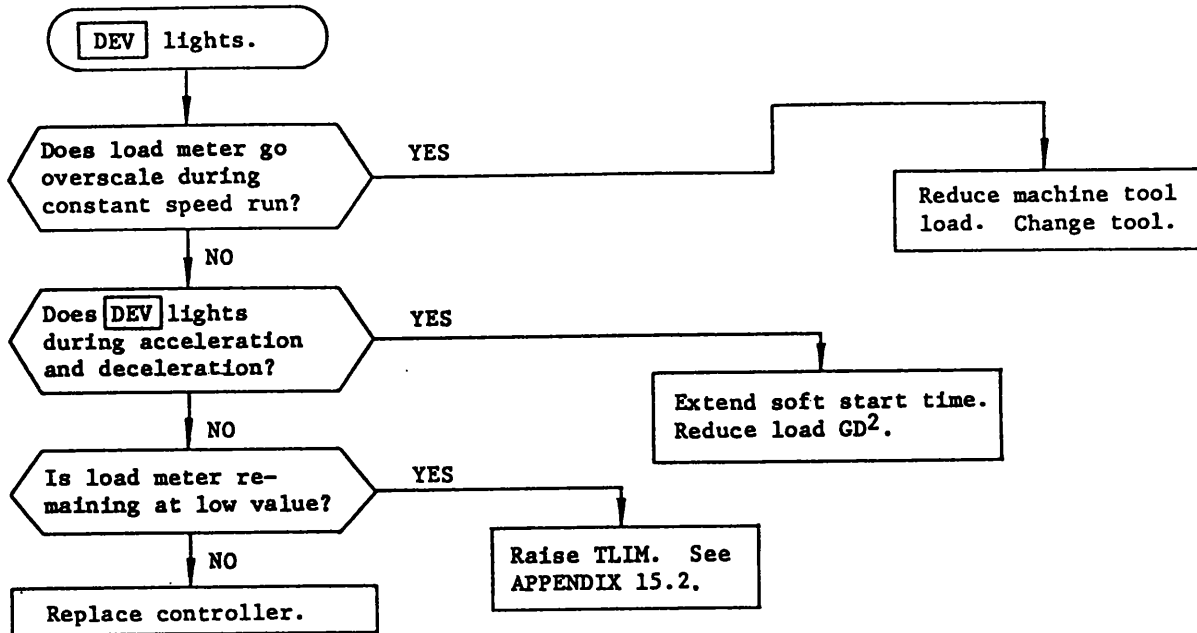 DEV lights.
Does load meter go
overscale during
constant speed run?
YES
Reduce machine tool
load. Change tool.
NO
Does DEV lights
during acceleration
and deceleration?
YES
Extend soft start time.
Reduce load GD².
NO
Is load meter re-
maining at low value?
YES
Raise TLIM. See
APPENDIX 15.2.
NO
Replace controller.